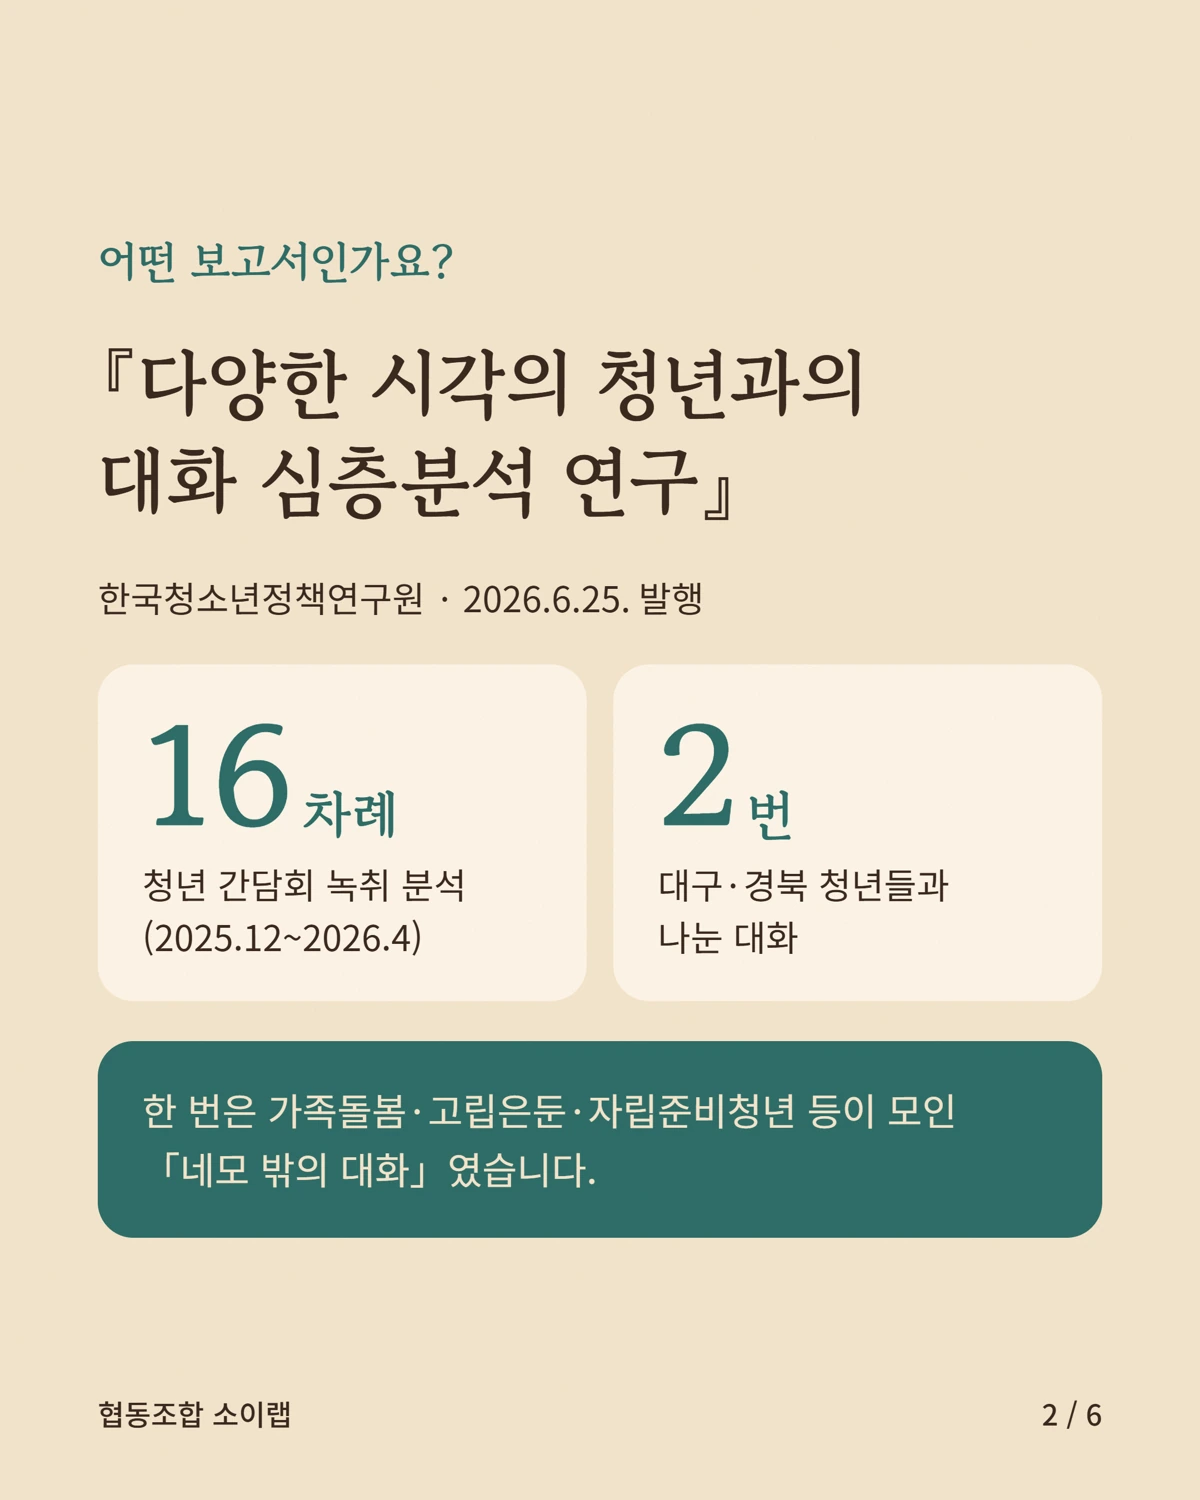 어떤 보고서인가요?
『다양한 시각의 청년과의
대화 심층분석 연구』
한국청소년정책연구원 · 2026.6.25. 발행
16 차례
청년 간담회 녹취 분석
(2025.12~2026.4)
2 번
대구·경북 청년들과
나눈 대화
한 번은 가족돌봄·고립은둔·자립준비청년 등이 모인
「네모 밖의 대화」였습니다.
협동조합 소이랩
2 / 6